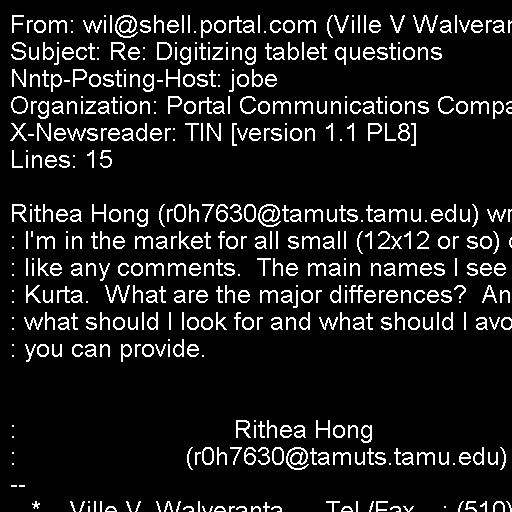 From: wil@shell.portal.com (Ville V Walveran
Subject: Re: Digitizing tablet questions
Nntp-Posting-Host: jobe
Organization: Portal Communications Compa
X-Newsreader: TIN [version 1.1 PL8]
Lines: 15

Rithea Hong (r0h7630@tamuts.tamu.edu) wr
: I'm in the market for all small (12x12 or so)
: like any comments.  The main names I see
: Kurta.  What are the major differences?  An
: what should I look for and what should I avo
: you can provide.

:                                Rithea Hong
:                         (r0h7630@tamuts.tamu.edu)
--
   *    Ville V. Walveranta      Tel./Fax....: (510)